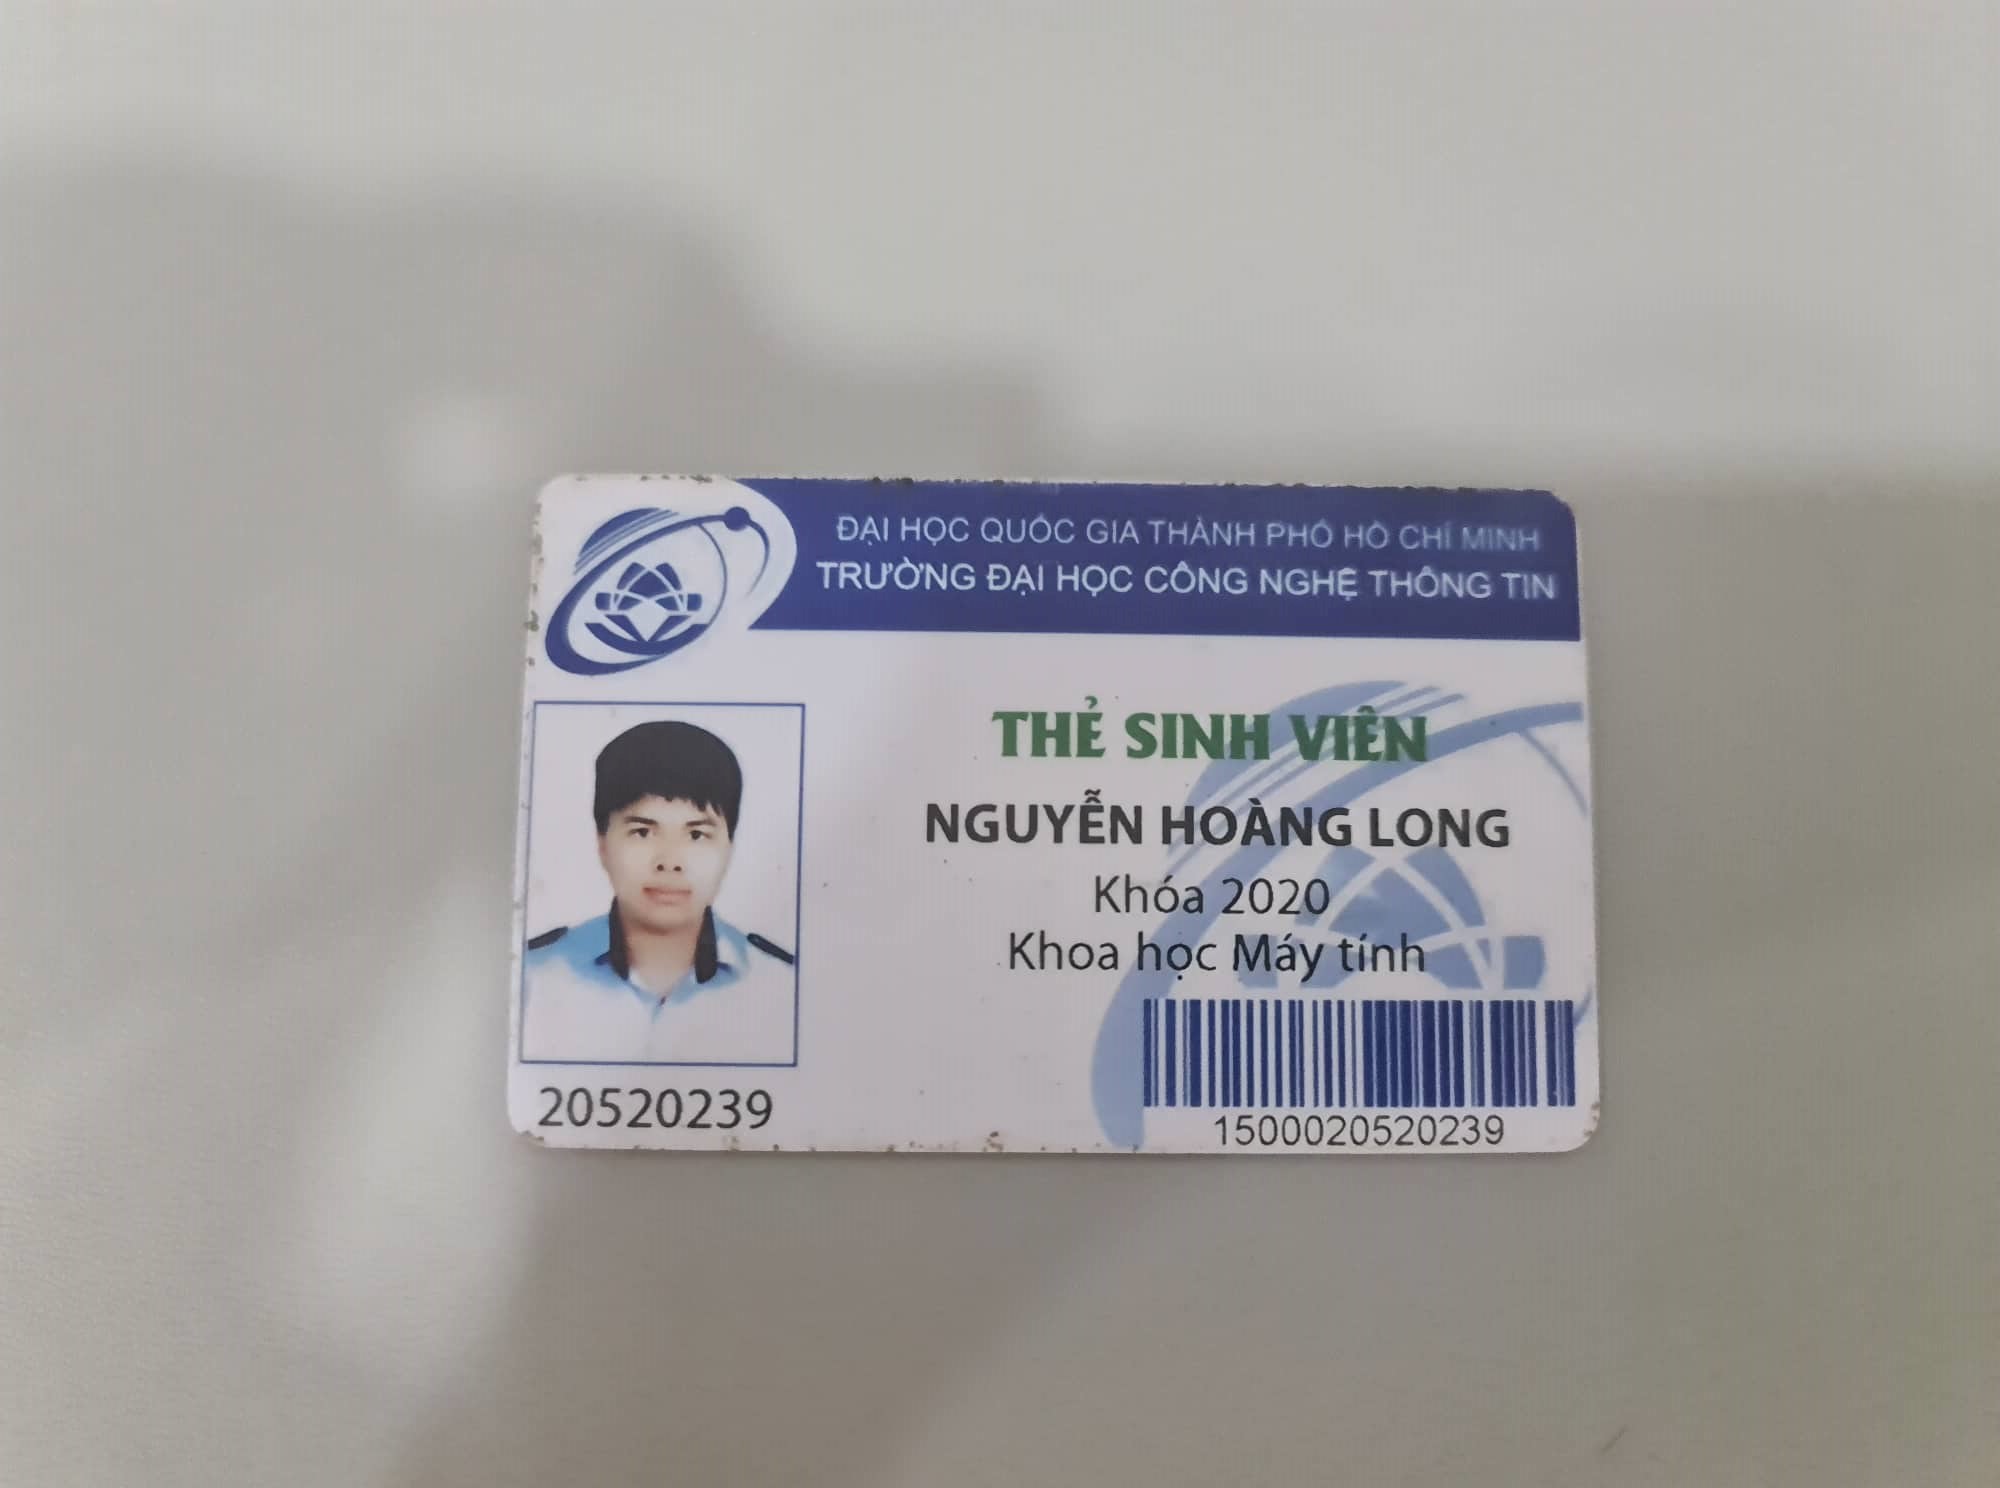 ĐẠI HỌC QUỐC GIA THÀNH PHỐ HỒ CHÍ MINH
TRƯỜNG ĐẠI HỌC CÔNG NGHỆ THÔNG TIN
THẺ SINH VIÊN
NGUYỄN HOÀNG LONG
Khóa 2020
Khoa học Máy tính
20520239
1500020520239